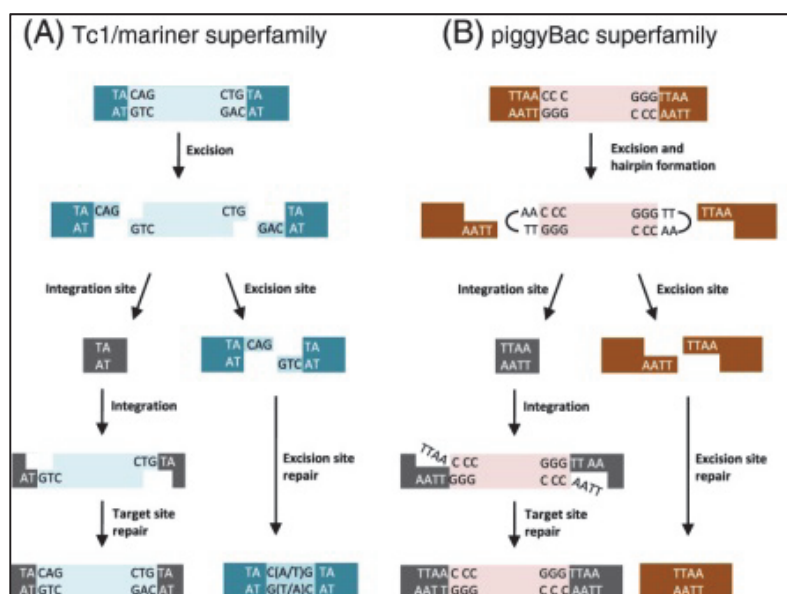 (A) Tc1/mariner superfamily
TA CAG CTG TA
AT GTC GAC AT
Excision
TA CAG CTG TA
AT GTC GAC AT
Integration site Excision site
TA
AT
TA CAG TA
AT GTC AT
Integration
CTG TA
AT GTC
Excision site
repair
Target site
repair
TA CAG CTG TA
AT GTC GAC AT
TA C(A/T)G TA
AT G(T/A)C AT
(B) piggyBac superfamily
TTAA CC C GGG TTAA
AATT GGG C CC AATT
Excision and
hairpin formation
AA C CC GGG TT TTAA
AATT TT GGG C CC AA
Integration site Excision site
TTAA
AATT
TTAA
AATT
Integration
TTAA C CC GGG TT AA
AATT GGG C CC AATT
Excision site
repair
Target site
repair
TTAA C CC GGG TTAA
AAT T GGG C C C AATT
TTAA
AATT